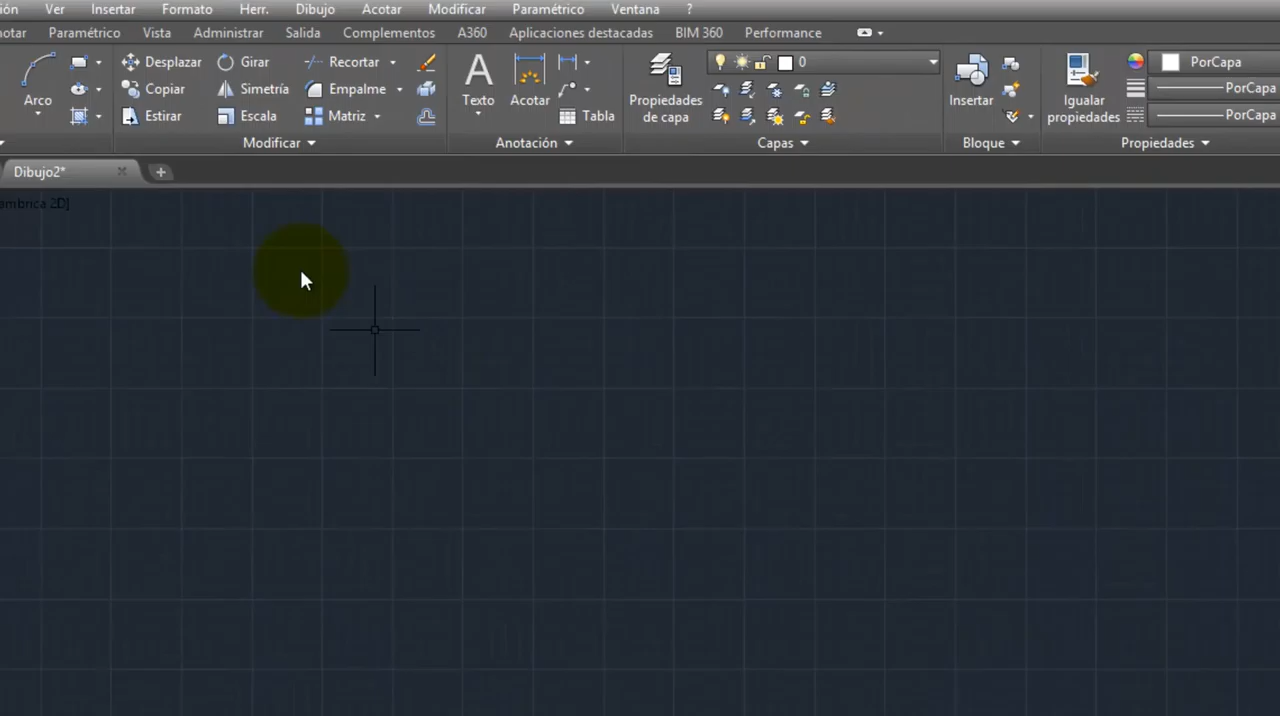 ión Ver Insertar Formato Herr. Dibujo Acotar Modificar Paramétrico Ventana ?
notar Paramétrico Vista Administrar Salida Complementos A360 Aplicaciones destacadas BIM 360 Performance
Arco Desplazar Girar Recortar Texto Acotar Propiedades de capa 0 Insertar Igualar propiedades PorCapa
Copiar Simetría Empalme PorCapa
Estirar Escala Matriz Tabla PorCapa
Modificar Anotación Capas Bloque Propiedades
Dibujo2*
ámbrica 2D]